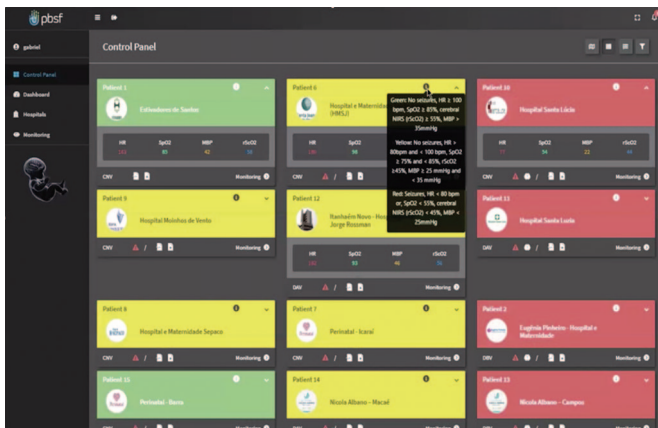 pbsf
gabriel
Control Panel
Control Panel
Dashboard
Hospitals
Monitoring
Patient 1
Estivadores de Santos
HR SpO2 MBP rScO2
CNV Monitoring
Patient 6
Hospital e Maternida
(HMSJ)
HR SpO2
CNV
Green: No seizures, HR ≥ 100
bpm, SpO2 ≥ 85%, cerebral
NIRS (rScO2) ≥ 55%, MBP >
35mmHg
Yellow: No seizures, HR >
80bpm and < 100 bpm, SpO2
≥ 75% and < 85%, rScO2
≥45%, MBP ≥ 25 mmHg and
< 35 mmHg
Red: Seizures, HR < 80 bpm
or, SpO2 < 55%, cerebral
NIRS (rScO2) < 45%, MBP <
25mmHg
Patient 10
Hospital Santa Lúcia
HR SpO2 MBP rScO2
CNV Monitoring
Patient 9
Hospital Moinhos de Vento
CNV / Monitoring
Patient 12
Jorge Rossman
HR SpO2 MBP rScO2
DAV / Monitoring
Patient 11
Hospital Santa Luzia
DAV / Monitoring
Patient 8
Hospital e Maternidade Sepaco
CNV / Monitoring
Patient 7
Perinatal - Icaraí
CNV / Monitoring
Patient 2
Eugênia Pinheiro - Hospital e
Maternidade
/ Monitoring
Patient 15
Perinatal - Barra
Patient 14
Nicola Albano - Macaé
Patient 13
Nicola Albano - Campos